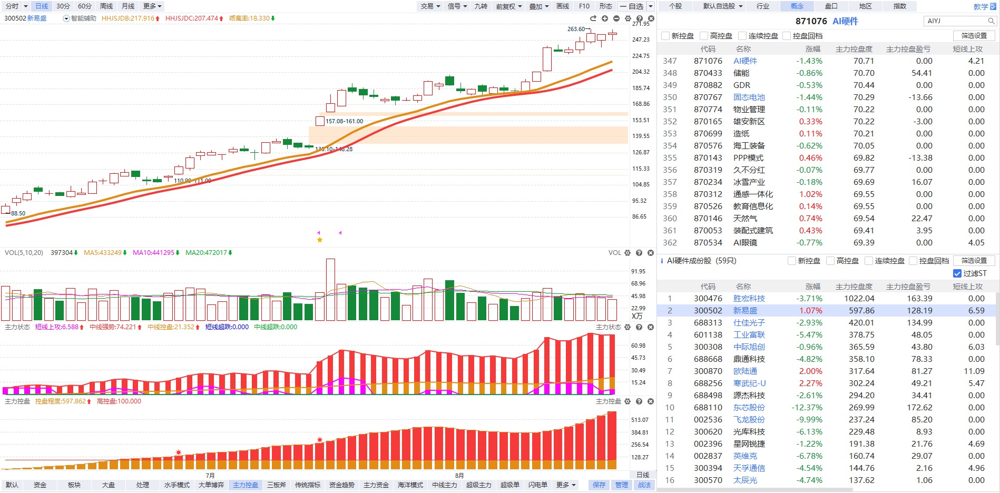 分时 日线 30分 60分 周线 月线 更多 交易 信号 九转 前复权 叠加 画线 F10 形态 一自选 个股 默认自选股 行业 概念 盘口 地区 指数 教学
300502新易盛 智能辅助 HHJSJDB:217.916 HHJSJDC:207.474 乖离率:18.330
871076 AI硬件 AIYJ
新控盘 高控盘 连续控盘 控盘回档 筛选设置
271.95
247.23
224.75
204.32
185.74
168.86
153.51
139.55
126.87
115.33
104.85
95.32
86.65
263.60
157.08-161.00
88.50
代码 名称 涨幅 主力控盘度 主力控盘盈亏 短线上攻
347 871076 AI硬件 -1.43% 70.71 0.00 4.21
348 870433 储能 -0.86% 70.70 54.41 0.00
349 870882 GDR -0.53% 70.44 0.00 0.00
350 870767 固态电池 -1.44% 70.29 -13.66 0.00
351 870774 物业管理 -0.11% 70.22 0.00 0.00
352 870165 雄安新区 0.33% 70.22 -3.00 0.00
353 870699 造纸 0.11% 70.21 0.00 0.00
354 870576 海工装备 -0.62% 70.05 0.00 0.00
355 870143 PPP模式 0.46% 69.82 -13.38 0.00
356 870319 久不分红 -0.07% 69.77 0.00 0.00
357 870234 冰雪产业 -0.18% 69.69 16.07 0.00
358 870312 通感一体化 1.02% 69.55 0.00 0.00
359 870526 教育信息化 0.14% 69.55 0.00 0.00
360 870146 天然气 0.74% 69.54 22.47 0.00
361 870053 装配式建筑 0.43% 69.41 3.95 0.00
362 870534 AI眼镜 -0.77% 69.39 0.00 4.05
VOL(5,10,20) 397304 MA5:433249 MA10:441295 MA20:472017 VOL
91.95
68.96
45.98
22.99
X万
主力状态 短线上攻:6.588 中线强势:74.221 中线控盘:21.352 短线超跌:0.000 中线超跌:0.000 主力状态
60.98
45.73
30.49
15.24
主力控盘 控盘程度:597.862 高控盘:100.000 主力控盘
513.07
384.81
256.54
128.27
7月 8月 日线
AI硬件成份股 (59只) 新控盘 高控盘 连续控盘 控盘回档 筛选设置
过滤ST
代码 名称 涨幅 主力控盘度 主力控盘盈亏 短线上攻
1 300476 胜宏科技 -3.71% 1022.04 163.39 0.00
2 300502 新易盛 1.07% 597.86 128.19 6.59
3 688313 仕佳光子 -2.93% 420.01 134.99 0.00
4 601138 工业富联 -5.47% 378.75 48.05 0.00
5 300308 中际旭创 -0.96% 365.59 43.80 6.03
6 688668 鼎通科技 -4.82% 358.10 78.33 0.00
7 300870 欧陆通 2.00% 317.64 81.27 11.09
8 688256 寒武纪-U 2.27% 302.24 49.21 5.47
9 688498 源杰科技 -2.61% 294.20 34.41 0.00
10 688110 东芯股份 -12.37% 269.99 172.62 0.00
11 002536 飞龙股份 -9.99% 237.24 85.20 0.00
12 300620 光库科技 -6.13% 229.48 8.93 0.00
13 002396 星网锐捷 -1.22% 191.38 21.76 4.69
14 002837 英维克 -6.78% 160.74 29.07 0.00
15 300394 天孚通信 -4.54% 144.76 2.16 4.96
16 300570 太辰光 -4.74% 137.62 1.06 0.00
默认 资金 板块 大盘 处理 水手模式 大单博弈 主力控盘 三板斧 传统指标 资金趋势 主力资金 海洋模式 中线主力 超级主力 超级单 闪电单 更多 保存 管理 战法